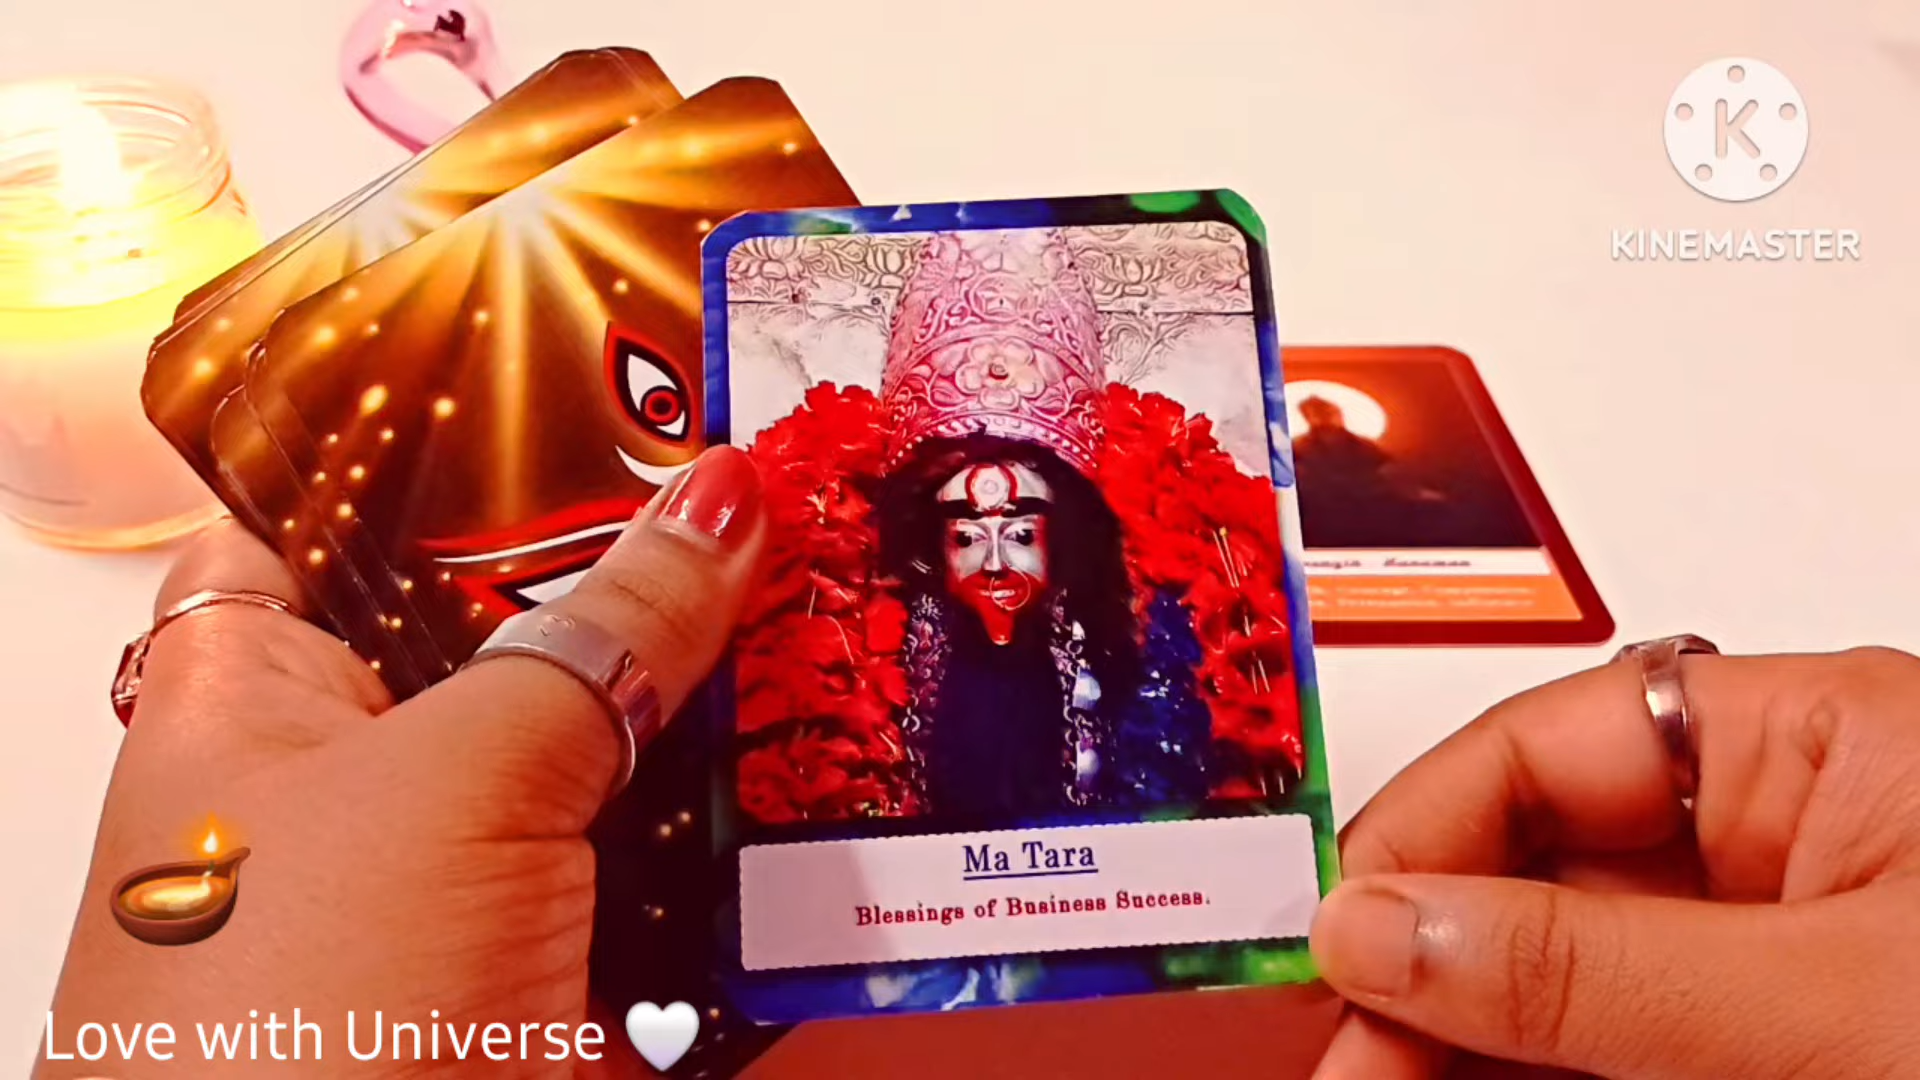 K
KINEMASTER
Ma Tara
Blessings of Business Success.
Love with Universe 🤍